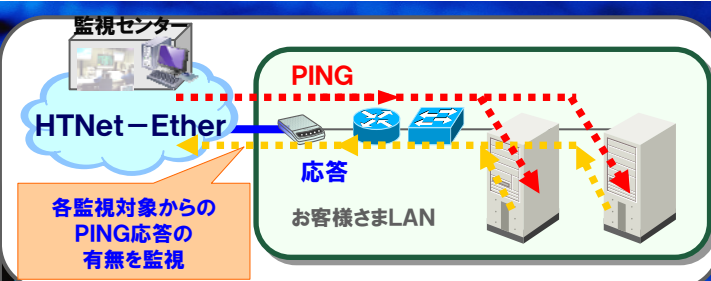 監視センター
PING
HTNet－Ether
応答
各監視対象からの
PING応答の
有無を監視
お客様さまLAN